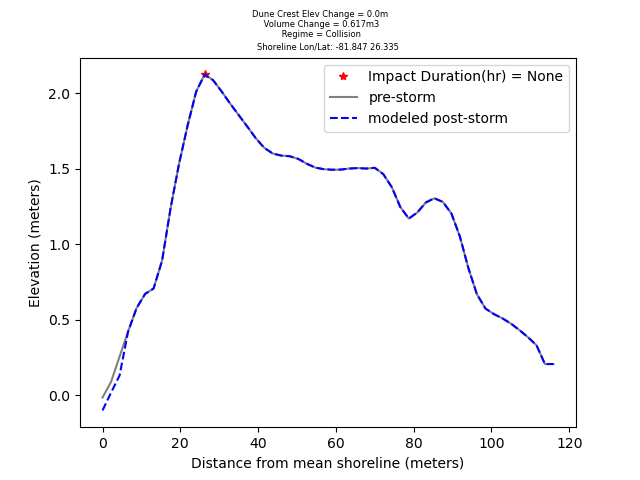 Dune Crest Elev Change = 0.0m
Volume Change = 0.617m3
Regime = Collision
Shoreline Lon/Lat: -81.847 26.335
Impact Duration(hr) = None
pre-storm
modeled post-storm
2.0
1.5
1.0
0.5
0.0
Elevation (meters)
0 20 40 60 80 100 120
Distance from mean shoreline (meters)